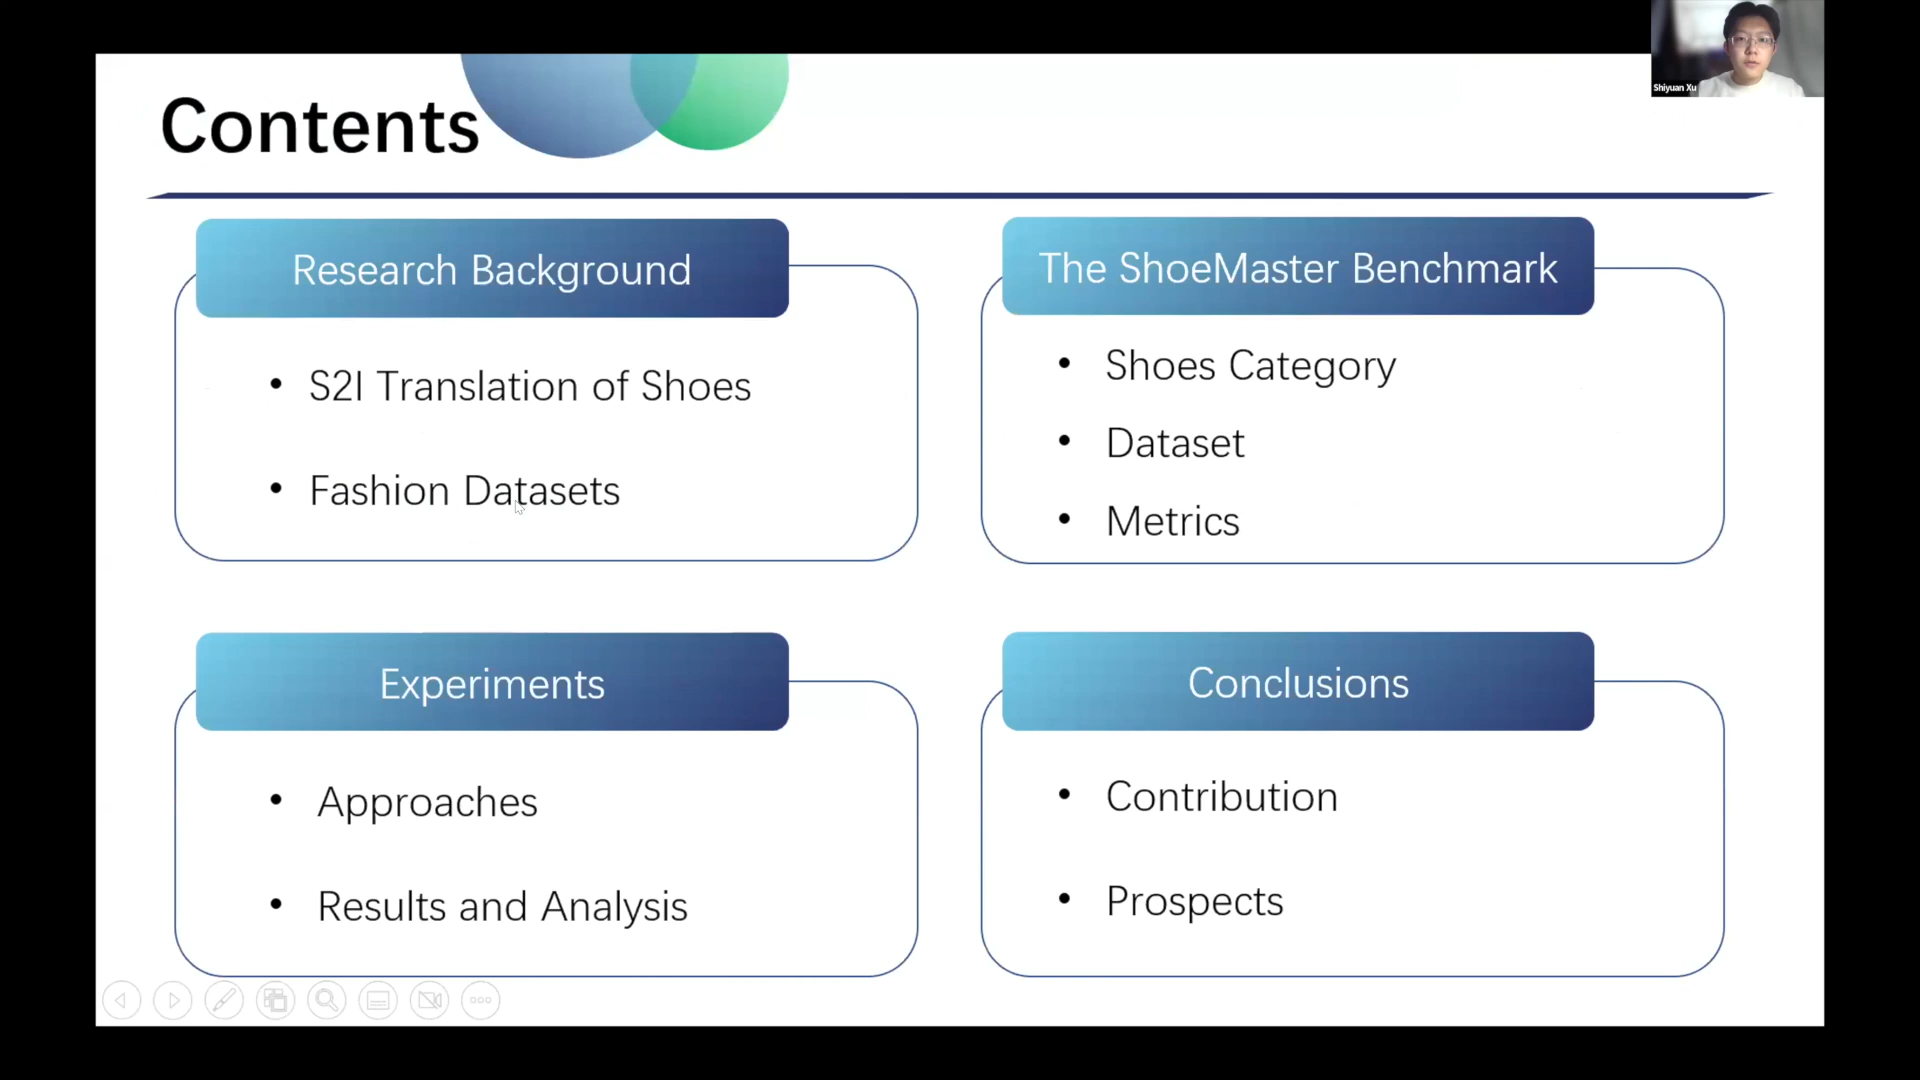 Shiyuan Xu
Contents
Research Background
• S2I Translation of Shoes
• Fashion Datasets
The ShoeMaster Benchmark
• Shoes Category
• Dataset
• Metrics
Experiments
• Approaches
• Results and Analysis
Conclusions
• Contribution
• Prospects